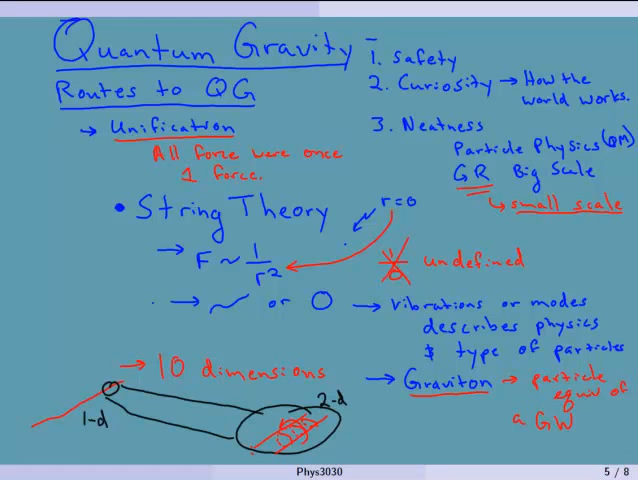 Quantum Gravity
Routes to QG
→ Unification
All force were once
1 force.
1. Safety
2. Curiosity → How the
world works.
3. Neatness
Particle Physics (QM)
GR Big Scale
↳ small scale
• String Theory
r=0
→ F ~ 1/r²
1/0 undefined
→ ~ or O → vibrations or modes
describes physics
& type of particles
→ 10 dimensions
→ Graviton → particle
equiv of
a GW
1-d
2-d
Phys3030
5 / 8